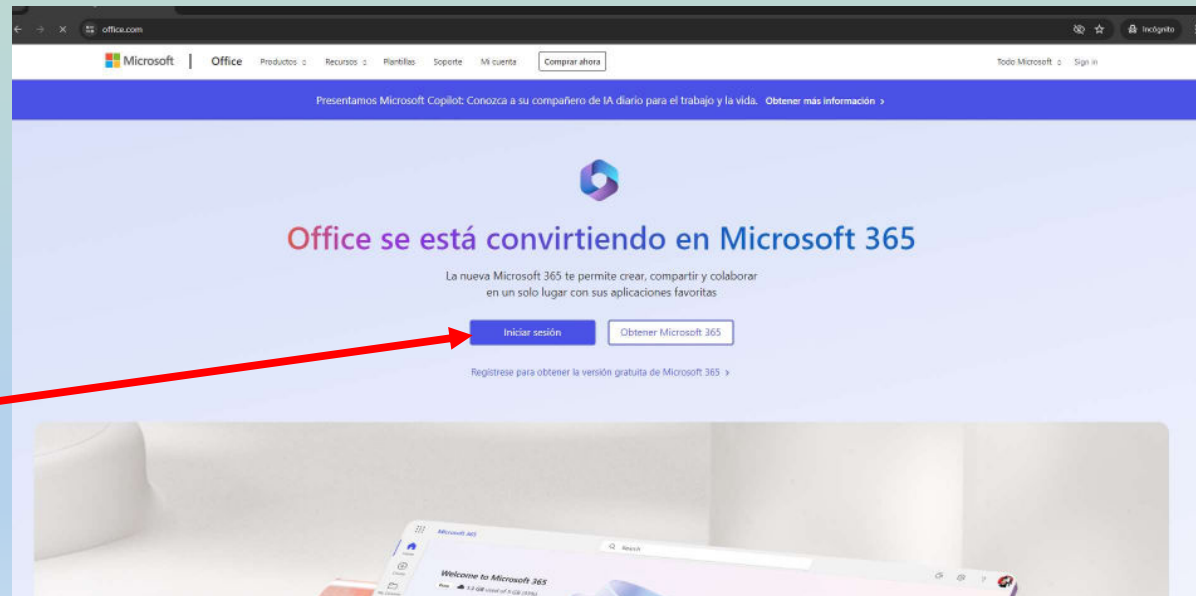 office.com
Incógnito
Microsoft | Office Productos Recursos Plantillas Soporte Mi cuenta Comprar ahora Todo Microsoft Sign in
Presentamos Microsoft Copilot: Conozca a su compañero de IA diario para el trabajo y la vida. Obtener más información >
Office se está convirtiendo en Microsoft 365
La nueva Microsoft 365 te permite crear, compartir y colaborar
en un solo lugar con sus aplicaciones favoritas
Iniciar sesión Obtener Microsoft 365
Regístrese para obtener la versión gratuita de Microsoft 365 >
Microsoft 365
Search
Welcome to Microsoft 365